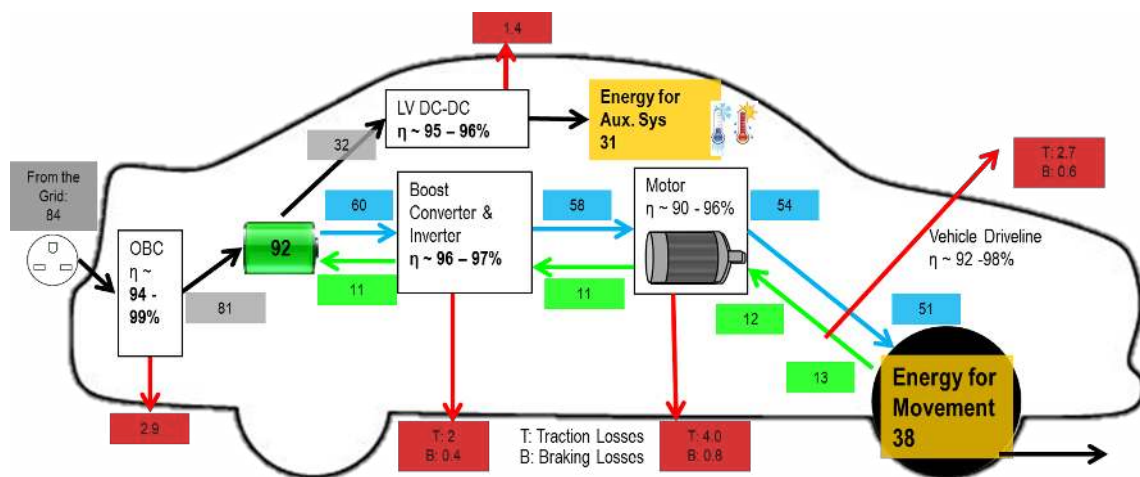 1.4
LV DC-DC
η ~ 95 – 96%
Energy for
Aux. Sys
31
32
From the
Grid:
84
T: 2.7
B: 0.6
60
Boost
Converter &
Inverter
η ~ 96 – 97%
58
Motor
η ~ 90 - 96%
54
OBC
η ~
94 -
99%
92
Vehicle Driveline
η ~ 92 -98%
81
11
11
12
51
13
Energy for
Movement
38
2.9
T: 2
B: 0.4
T: Traction Losses
B: Braking Losses
T: 4.0
B: 0.8